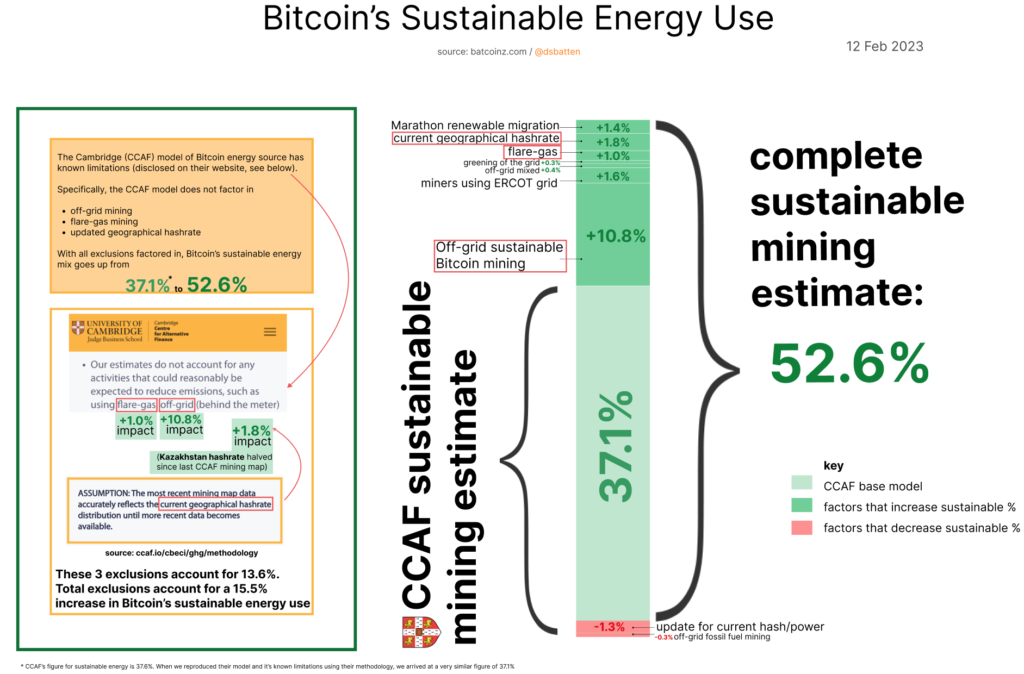 Bitcoin’s Sustainable Energy Use
source: batcoinz.com / @dsbatten
12 Feb 2023
The Cambridge (CCAF) model of Bitcoin energy source has
known limitations (disclosed on their website, see below).
Specifically, the CCAF model does not factor in
• off-grid mining
• flare-gas mining
• updated geographical hashrate
With all exclusions factored in, Bitcoin's sustainable energy
mix goes up from
37.1%* to 52.6%
UNIVERSITY OF
CAMBRIDGE
Judge Business School
Cambridge
Centre
for Alternative
Finance
• Our estimates do not account for any
activities that could reasonably be
expected to reduce emissions, such as
using flare-gas off-grid (behind the meter)
+1.0%
impact
+10.8%
impact
+1.8%
impact
(Kazakhstan hashrate halved
since last CCAF mining map)
ASSUMPTION: The most recent mining map data
accurately reflects the current geographical hashrate
distribution until more recent data becomes
available.
source: ccaf.io/cbeci/ghg/methodology
These 3 exclusions account for 13.6%.
Total exclusions account for a 15.5%
increase in Bitcoin’s sustainable energy use
Marathon renewable migration
+1.4%
current geographical hashrate
+1.8%
flare-gas
+1.0%
greening of the grid +0.3%
off-grid mixed +0.4%
miners using ERCOT grid
+1.6%
+10.8%
Off-grid sustainable
Bitcoin mining
CCAF sustainable
mining estimate
37.1%
-1.3%
update for current hash/power
-0.3% off-grid fossil fuel mining
complete
sustainable
mining
estimate:
52.6%
key
CCAF base model
factors that increase sustainable %
factors that decrease sustainable %
* CCAF's figure for sustainable energy is 37.6%. When we reproduced their model and it's known limitations using their methodology, we arrived at a very similar figure of 37.1%